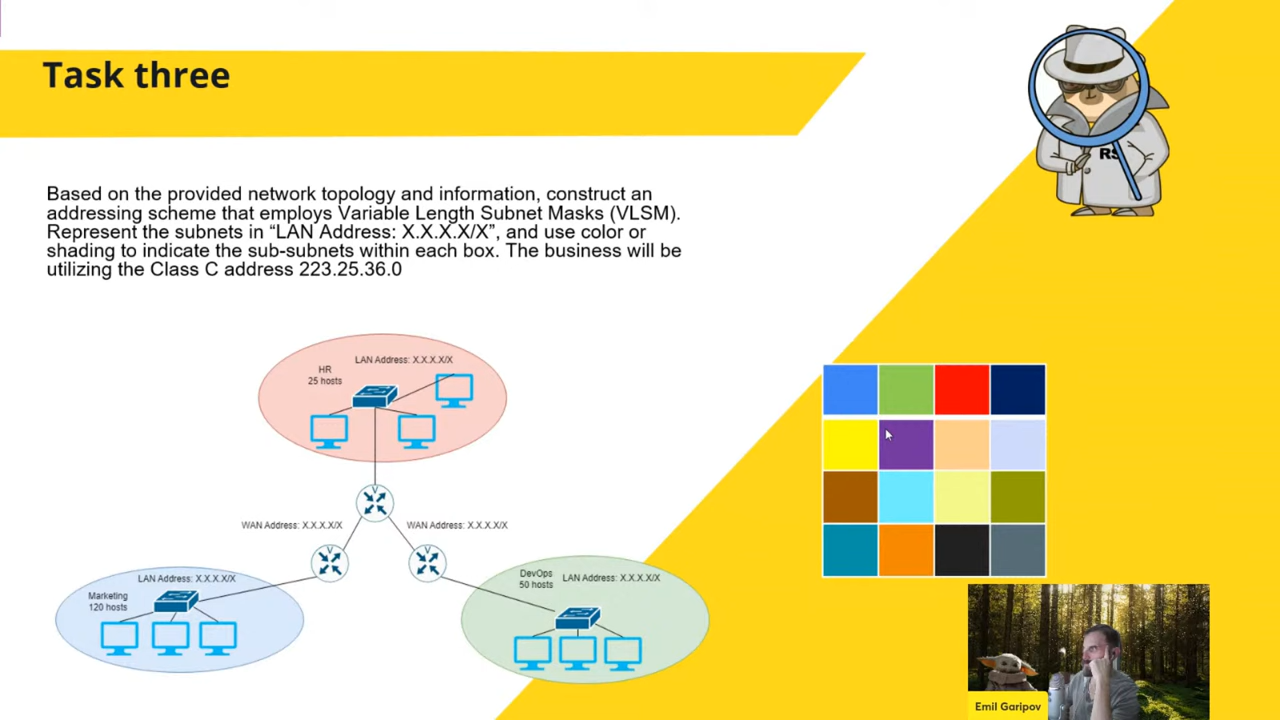 Task three
RS
Based on the provided network topology and information, construct an
addressing scheme that employs Variable Length Subnet Masks (VLSM).
Represent the subnets in “LAN Address: X.X.X.X/X”, and use color or
shading to indicate the sub-subnets within each box. The business will be
utilizing the Class C address 223.25.36.0
LAN Address: X.X.X.X/X
HR
25 hosts
V
WAN Address: X.X.X.X/X
WAN Address: X.X.X.X/X
V
V
LAN Address: X.X.X.X/X
Marketing
120 hosts
DevOps
50 hosts
LAN Address: X.X.X.X/X
Emil Garipov